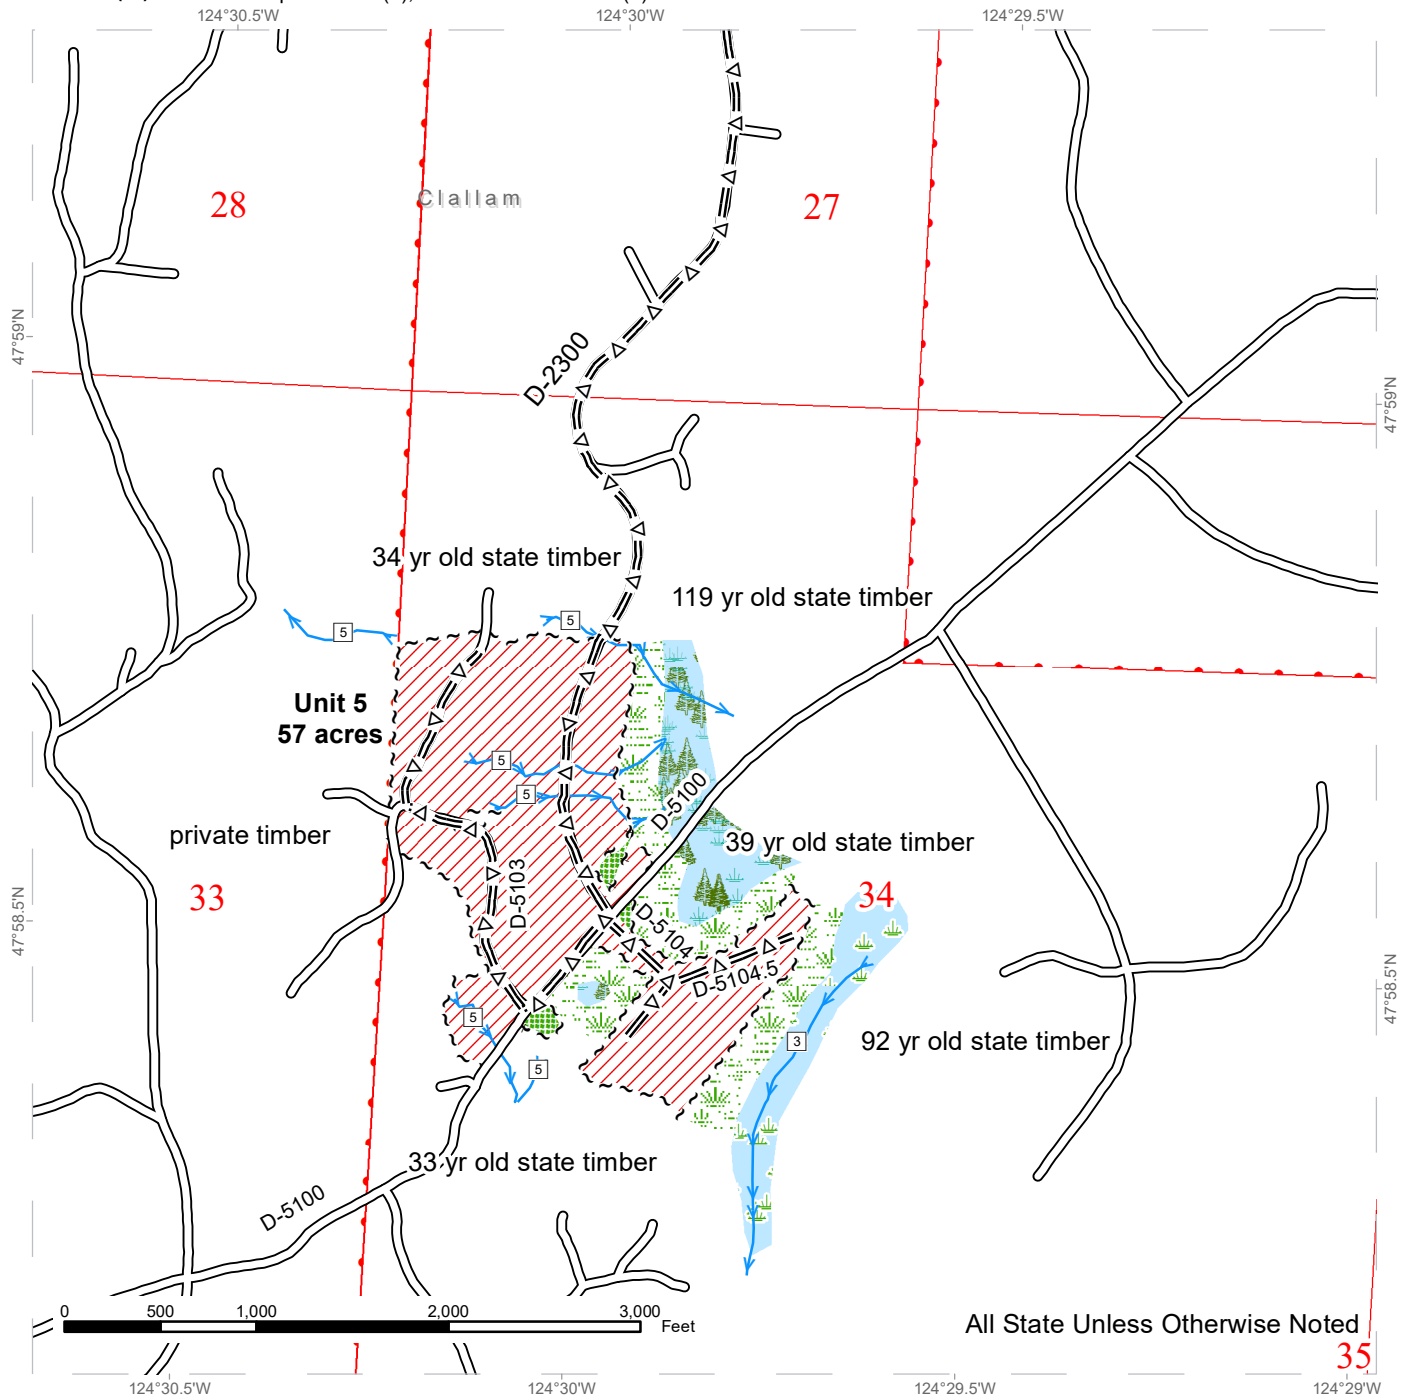 124°30.5'W
124°30'W
124°29.5'W
28
Clallam
27
47°59'N
D-2300
47°59'N
34 yr old state timber
119 yr old state timber
5
5
Unit 5
57 acres
5
5
D-5100
private timber
39 yr old state timber
33
34
D-5103
47°58.5'N
D-5104
D-5104.5
47°58.5'N
5
3
92 yr old state timber
5
33 yr old state timber
D-5100
0 500 1,000 2,000 3,000
Feet
All State Unless Otherwise Noted
35
124°30.5'W
124°30'W
124°29.5'W
124°29'W